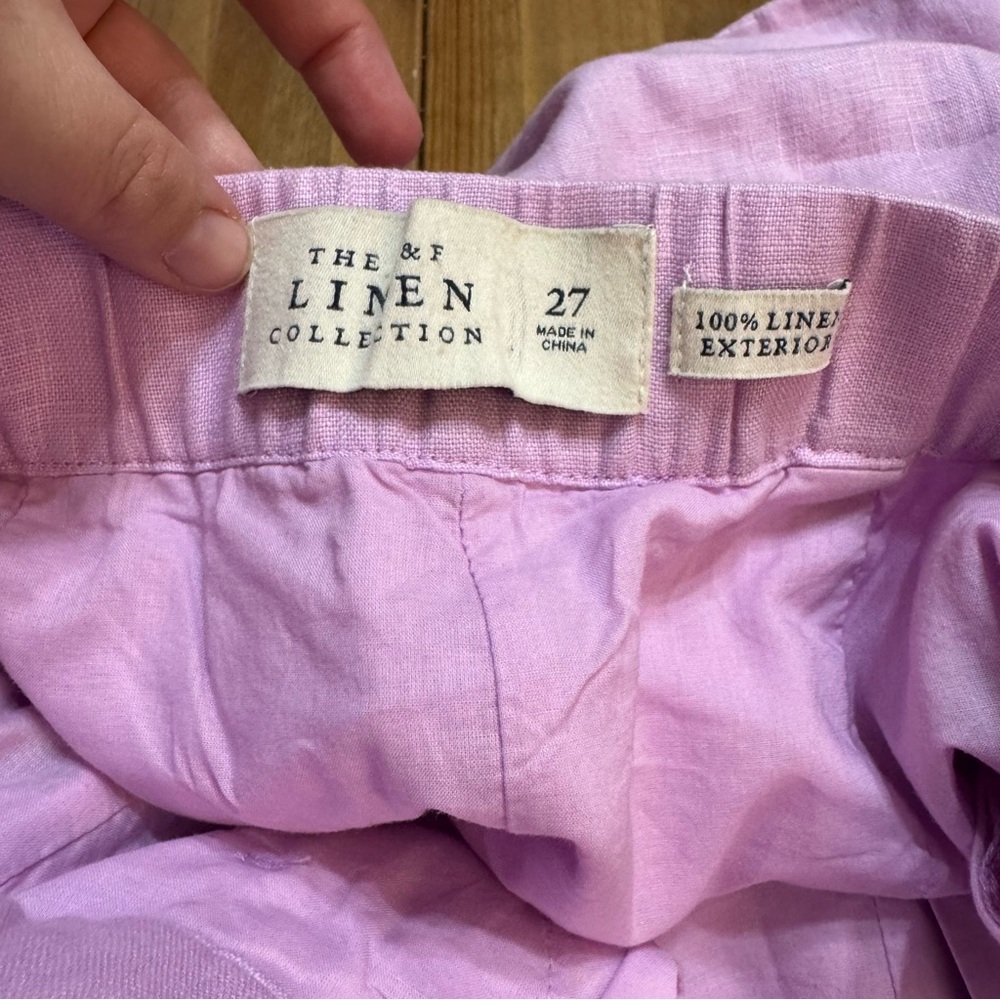 THE & F
LINEN
COLLECTION
27
MADE IN
CHINA
100% LINEN
EXTERIOR